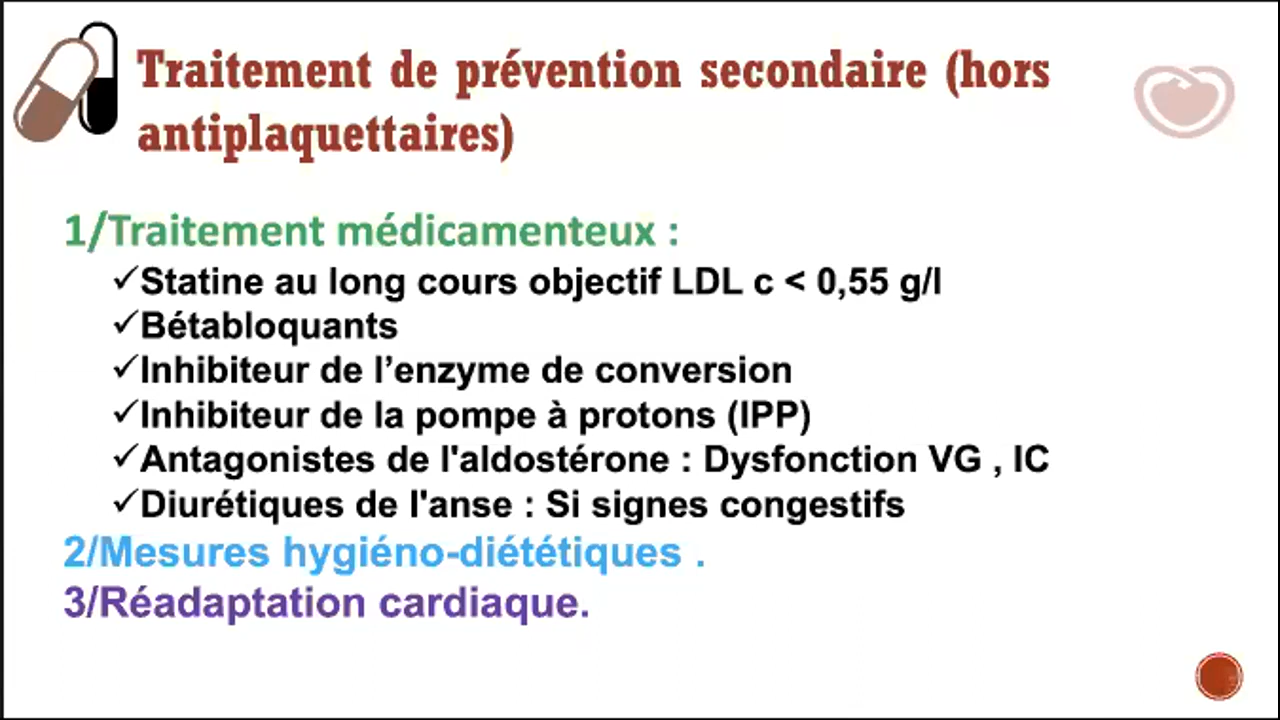 Traitement de prévention secondaire (hors
antiplaquettaires)
1/Traitement médicamenteux :
✓Statine au long cours objectif LDL c < 0,55 g/l
✓Bétabloquants
✓Inhibiteur de l’enzyme de conversion
✓Inhibiteur de la pompe à protons (IPP)
✓Antagonistes de l'aldostérone : Dysfonction VG , IC
✓Diurétiques de l'anse : Si signes congestifs
2/Mesures hygiéno-diététiques .
3/Réadaptation cardiaque.